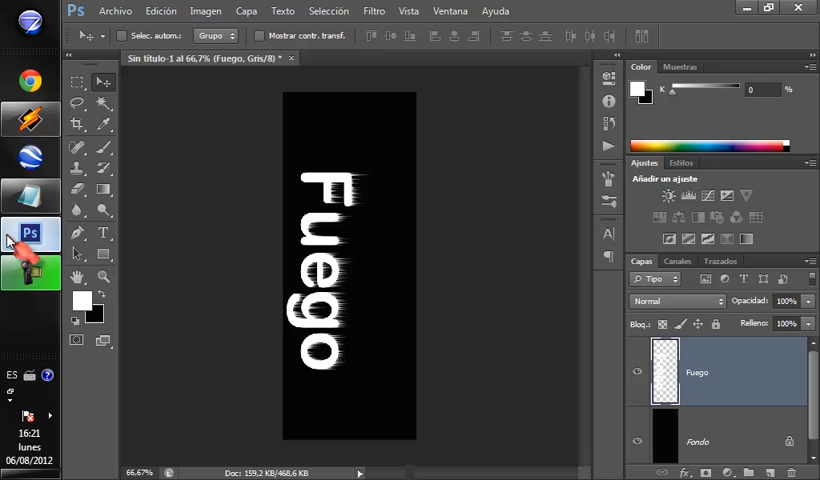 Ps Archivo Edición Imagen Capa Texto Selección Filtro Vista Ventana Ayuda
Selec. autom.: Grupo Mostrar contr. transf.
Sin título-1 al 66,7% (Fuego, Gris/8) *
Color Muestras
K 0 %
Ajustes Estilos
Añadir un ajuste
Capas Canales Trazados
Tipo
Normal Opacidad: 100%
Bloq.: Relleno: 100%
Fuego
Fondo
Fuego
Ps
ES
16:21
lunes
06/08/2012
66,67% Doc: 159,2 KB/468,6 KB